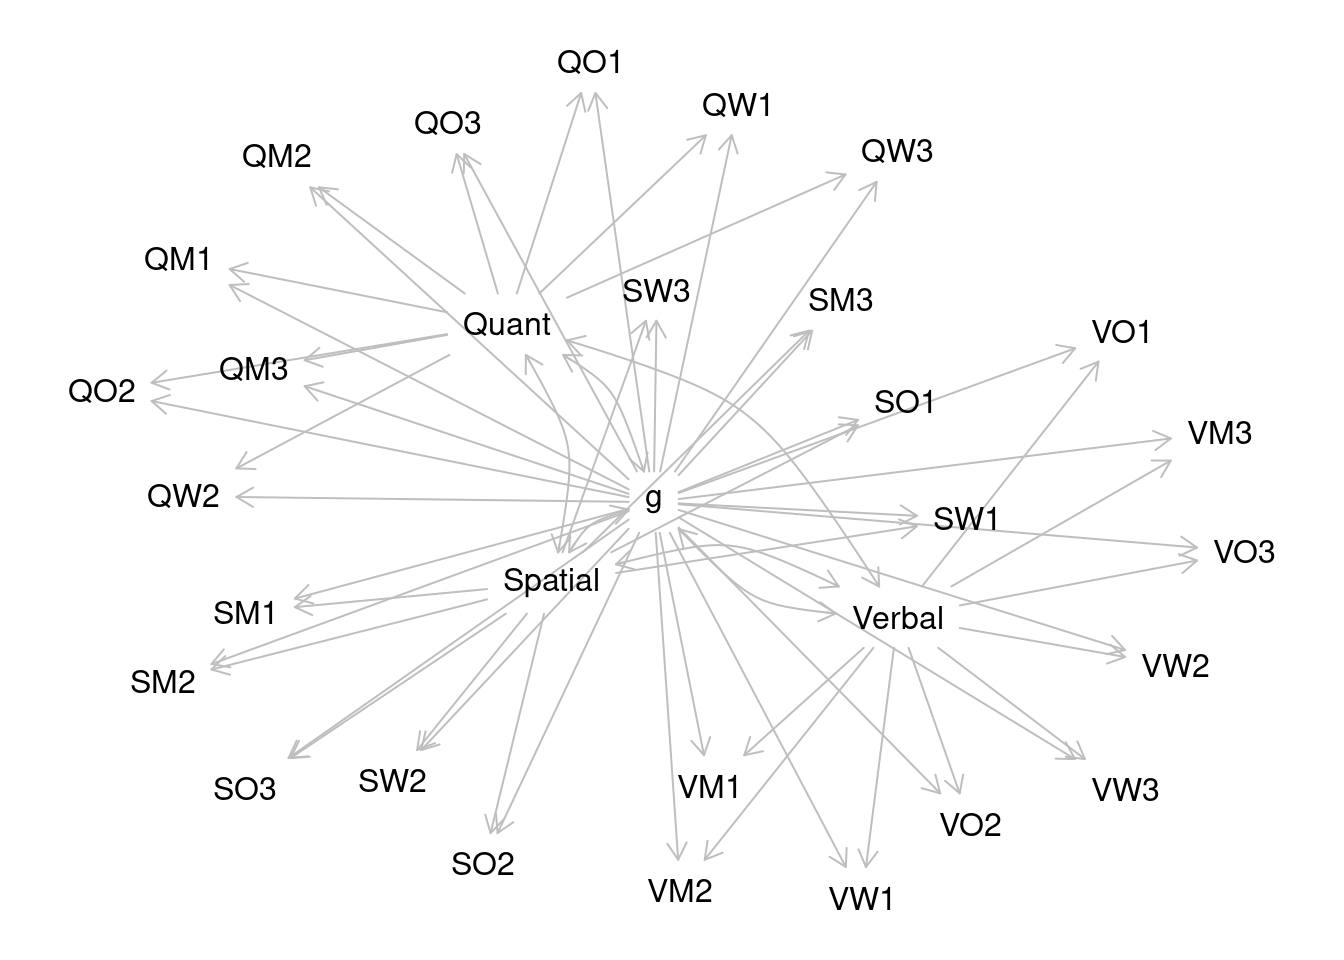 QO1
QW1
QO3
QW3
QM2
QM1
SW3
SM3
Quant
VO1
QM3
QO2
SO1
VM3
QW2
g
SW1
VO3
Spatial
SM1
Verbal
VW2
SM2
SO3
SW2
VM1
VW3
VO2
SO2
VM2
VW1